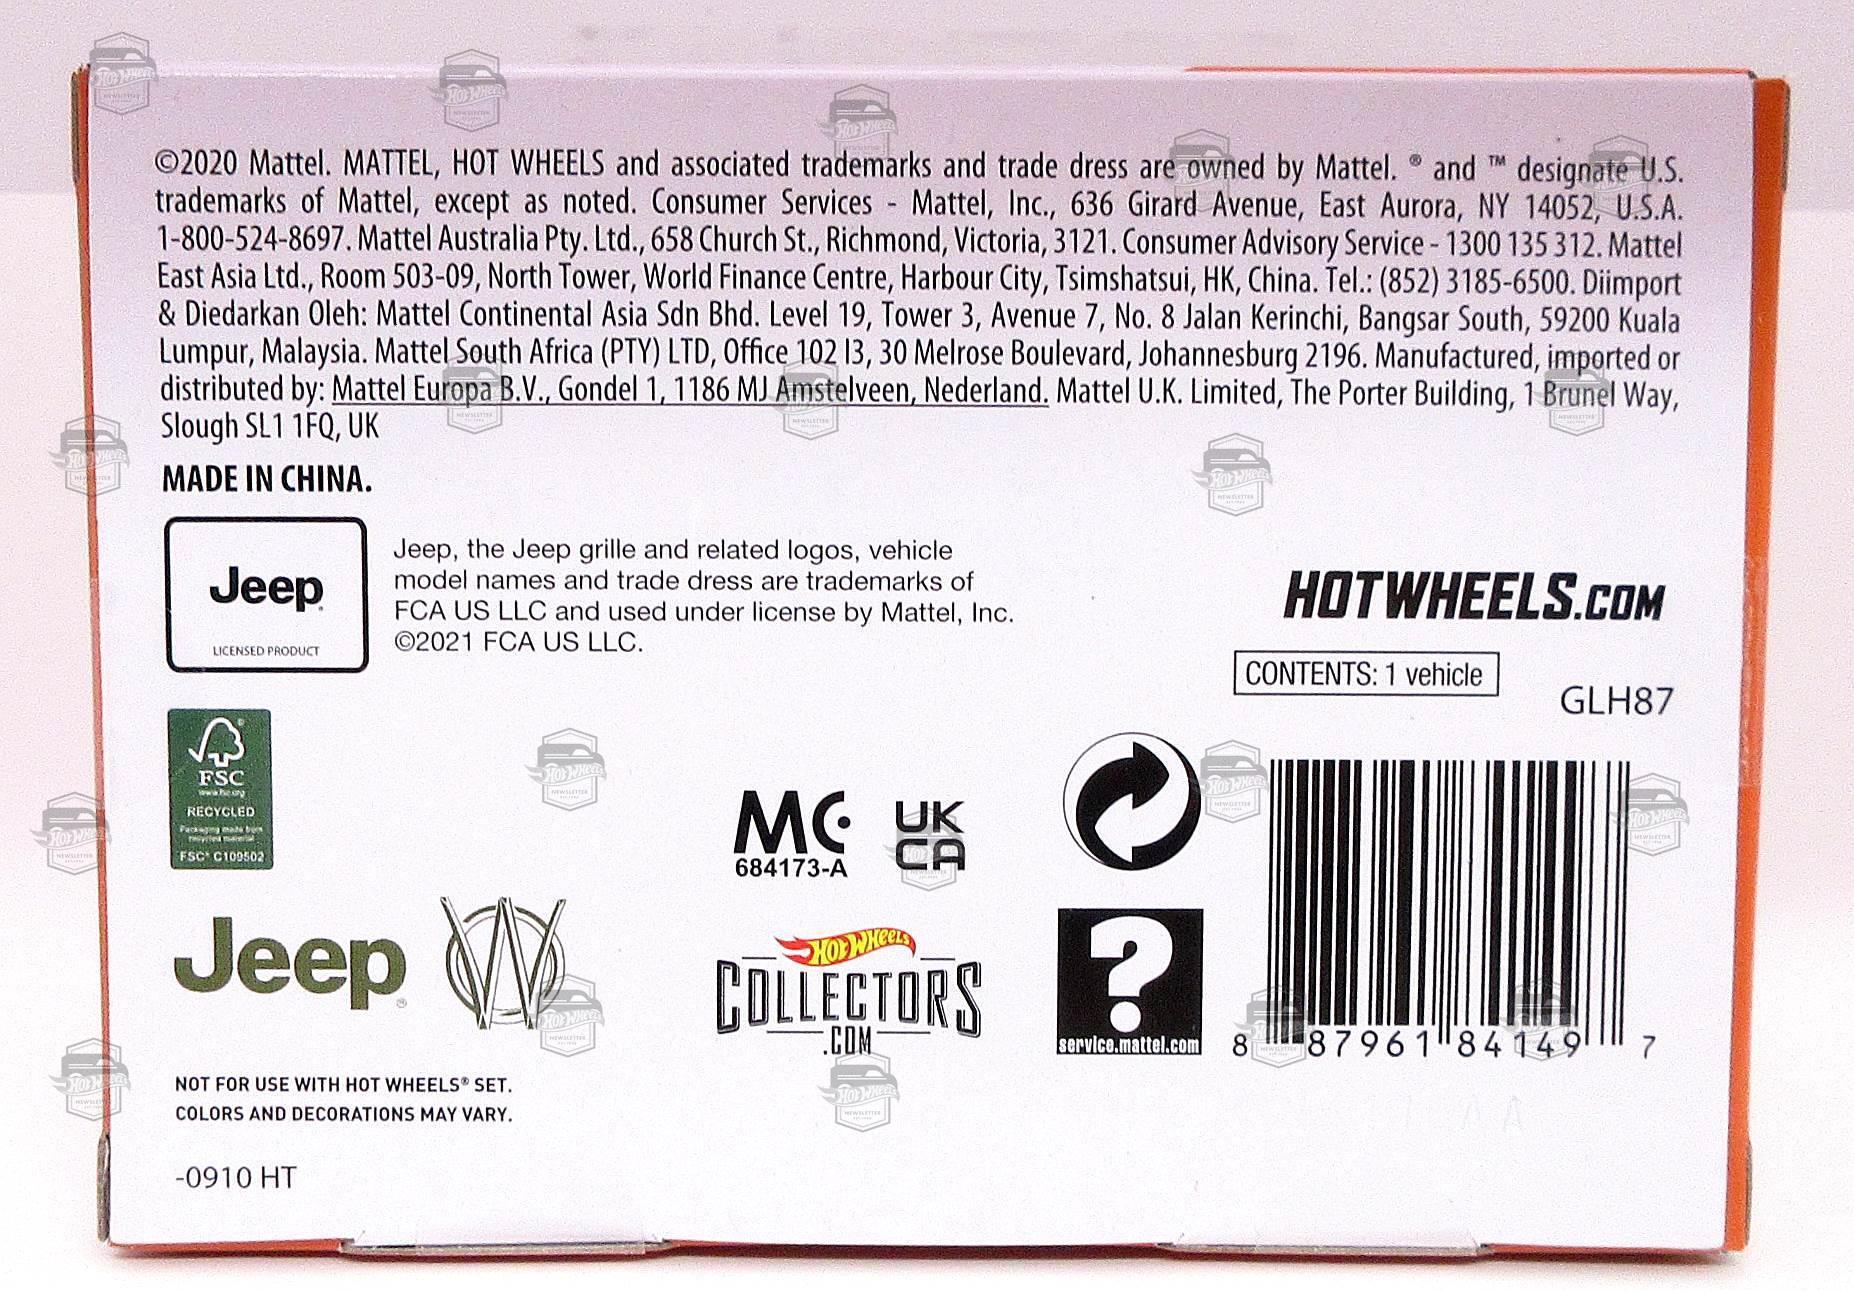 ©2020 Mattel. MATTEL, HOT WHEELS and associated trademarks and trade dress are owned by Mattel. ® and ™ designate U.S.
trademarks of Mattel, except as noted. Consumer Services - Mattel, Inc., 636 Girard Avenue, East Aurora, NY 14052, U.S.A.
1-800-524-8697. Mattel Australia Pty. Ltd., 658 Church St., Richmond, Victoria, 3121. Consumer Advisory Service - 1300 135 312. Mattel
East Asia Ltd., Room 503-09, North Tower, World Finance Centre, Harbour City, Tsimshatsui, HK, China. Tel.: (852) 3185-6500. Diimport
& Diedarkan Oleh: Mattel Continental Asia Sdn Bhd. Level 19, Tower 3, Avenue 7, No. 8 Jalan Kerinchi, Bangsar South, 59200 Kuala
Lumpur, Malaysia. Mattel South Africa (PTY) LTD, Office 102 I3, 30 Melrose Boulevard, Johannesburg 2196. Manufactured, imported or
distributed by: Mattel Europa B.V., Gondel 1, 1186 MJ Amstelveen, Nederland. Mattel U.K. Limited, The Porter Building, 1 Brunel Way,
Slough SL1 1FQ, UK
MADE IN CHINA.
Jeep
LICENSED PRODUCT
Jeep, the Jeep grille and related logos, vehicle
model names and trade dress are trademarks of
FCA US LLC and used under license by Mattel, Inc.
©2021 FCA US LLC.
HOTWHEELS.COM
CONTENTS: 1 vehicle
GLH87
FSC
www.fsc.org
RECYCLED
Packaging made from
recycled material
FSC® C109502
MC
684173-A
UK
CA
Jeep®
W
HOT WHEELS
COLLECTORS
.COM
?
service.mattel.com
8 87961 84149 7
NOT FOR USE WITH HOT WHEELS® SET.
COLORS AND DECORATIONS MAY VARY.
-0910 HT